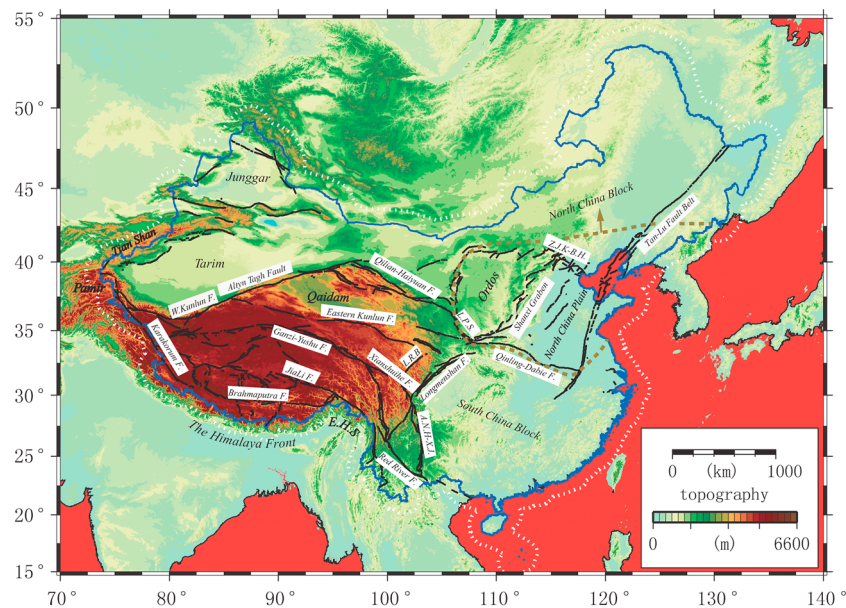 55°
50°
45°
40°
35°
30°
25°
20°
15°
Junggar
North China Block
Tan-Lu Fault Belt
Tian Shan
Z.J.K-B.H.
Tarim
Qilian-Haiyuan F.
Altyn Tagh Fault
Ordos
Pamir
Qaidam
W.Kunlun F.
Shanxi Graben
North China Plain
Eastern Kunlun F.
L.P.S.
Karakorum F.
Ganzi-Yushu F.
L.R.B.
Xianshuihe F.
Qinling-Dabie F.
JiaLi F.
Longmenshan F.
Brahmaputra F.
South China Block
The Himalaya Front
E.H.S
A.N.H-X.J.
Red River F.
0 (km) 1000
topography
0 (m) 6600
70° 80° 90° 100° 110° 120° 130° 140°